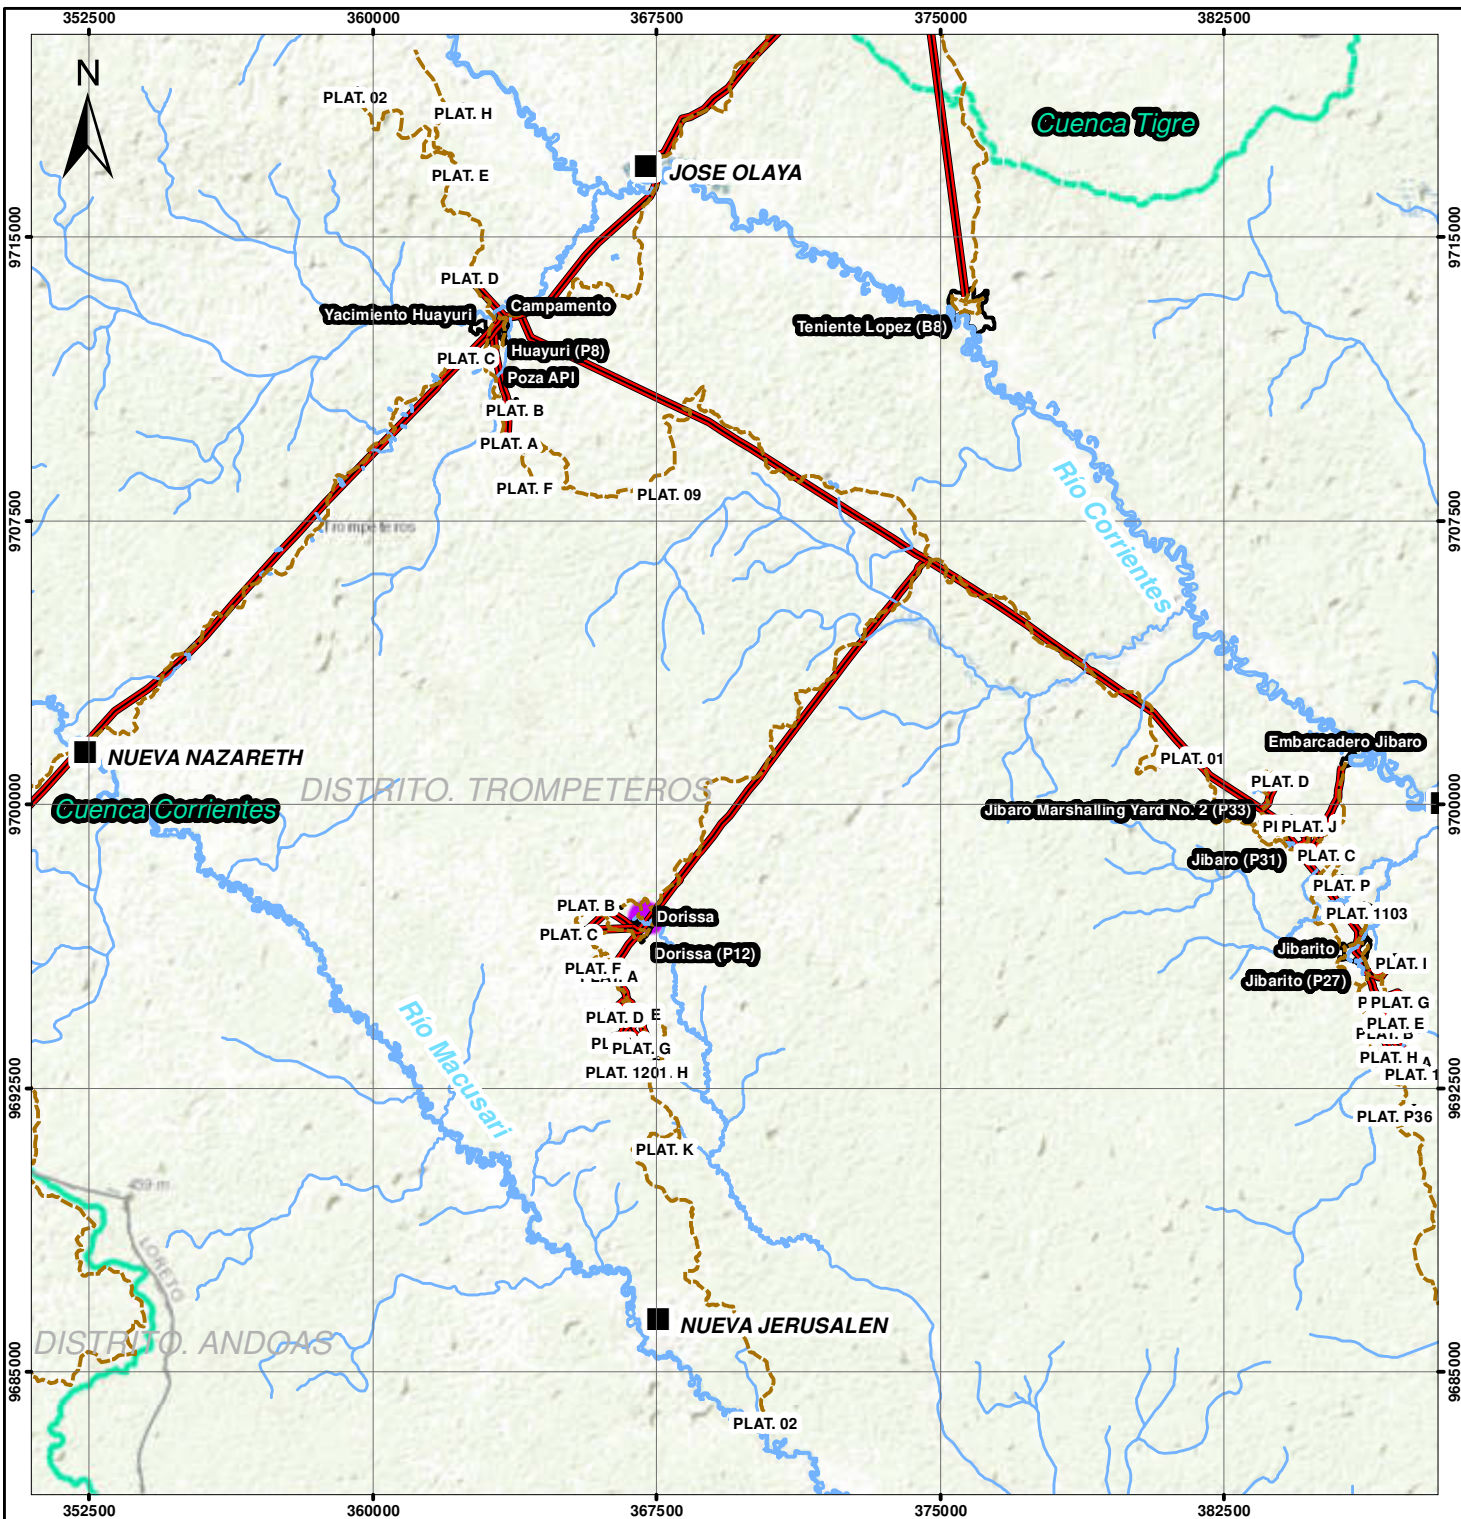 352500
360000
367500
375000
382500
N
PLAT. 02
PLAT. H
Cuenca Tigre
JOSE OLAYA
PLAT. E
9715000
9715000
PLAT. D
Campamento
Yacimiento Huayuri
Teniente Lopez (B8)
Huayuri (P8)
PLAT. C
Poza API
PLAT. B
PLAT. A
PLAT. F
PLAT. 09
Río Corrientes
9707500
9707500
Trompeteros
Embarcadero Jibaro
NUEVA NAZARETH
PLAT. 01
DISTRITO. TROMPETEROS
PLAT. D
9700000
9700000
Cuenca Corrientes
Jibaro Marshalling Yard No. 2 (P33)
PLAT. J
Jibaro (P31)
PLAT. C
PLAT. P
PLAT. B
Dorissa
PLAT. 1103
PLAT. C
Jibarito
Dorissa (P12)
PLAT. I
PLAT. F
PLAT. A
Jibarito (P27)
PLAT. G
Río Macusari
PLAT. D
E
PLAT. E
PLAT. G
PLAT. B
PLAT. H
A
PLAT. 1201
H
PLAT. 1
9692500
9692500
PLAT. P36
PLAT. K
459 m
LORETO
NUEVA JERUSALEN
DISTRITO. ANDOAS
9685000
9685000
PLAT. 02
352500
360000
367500
375000
382500